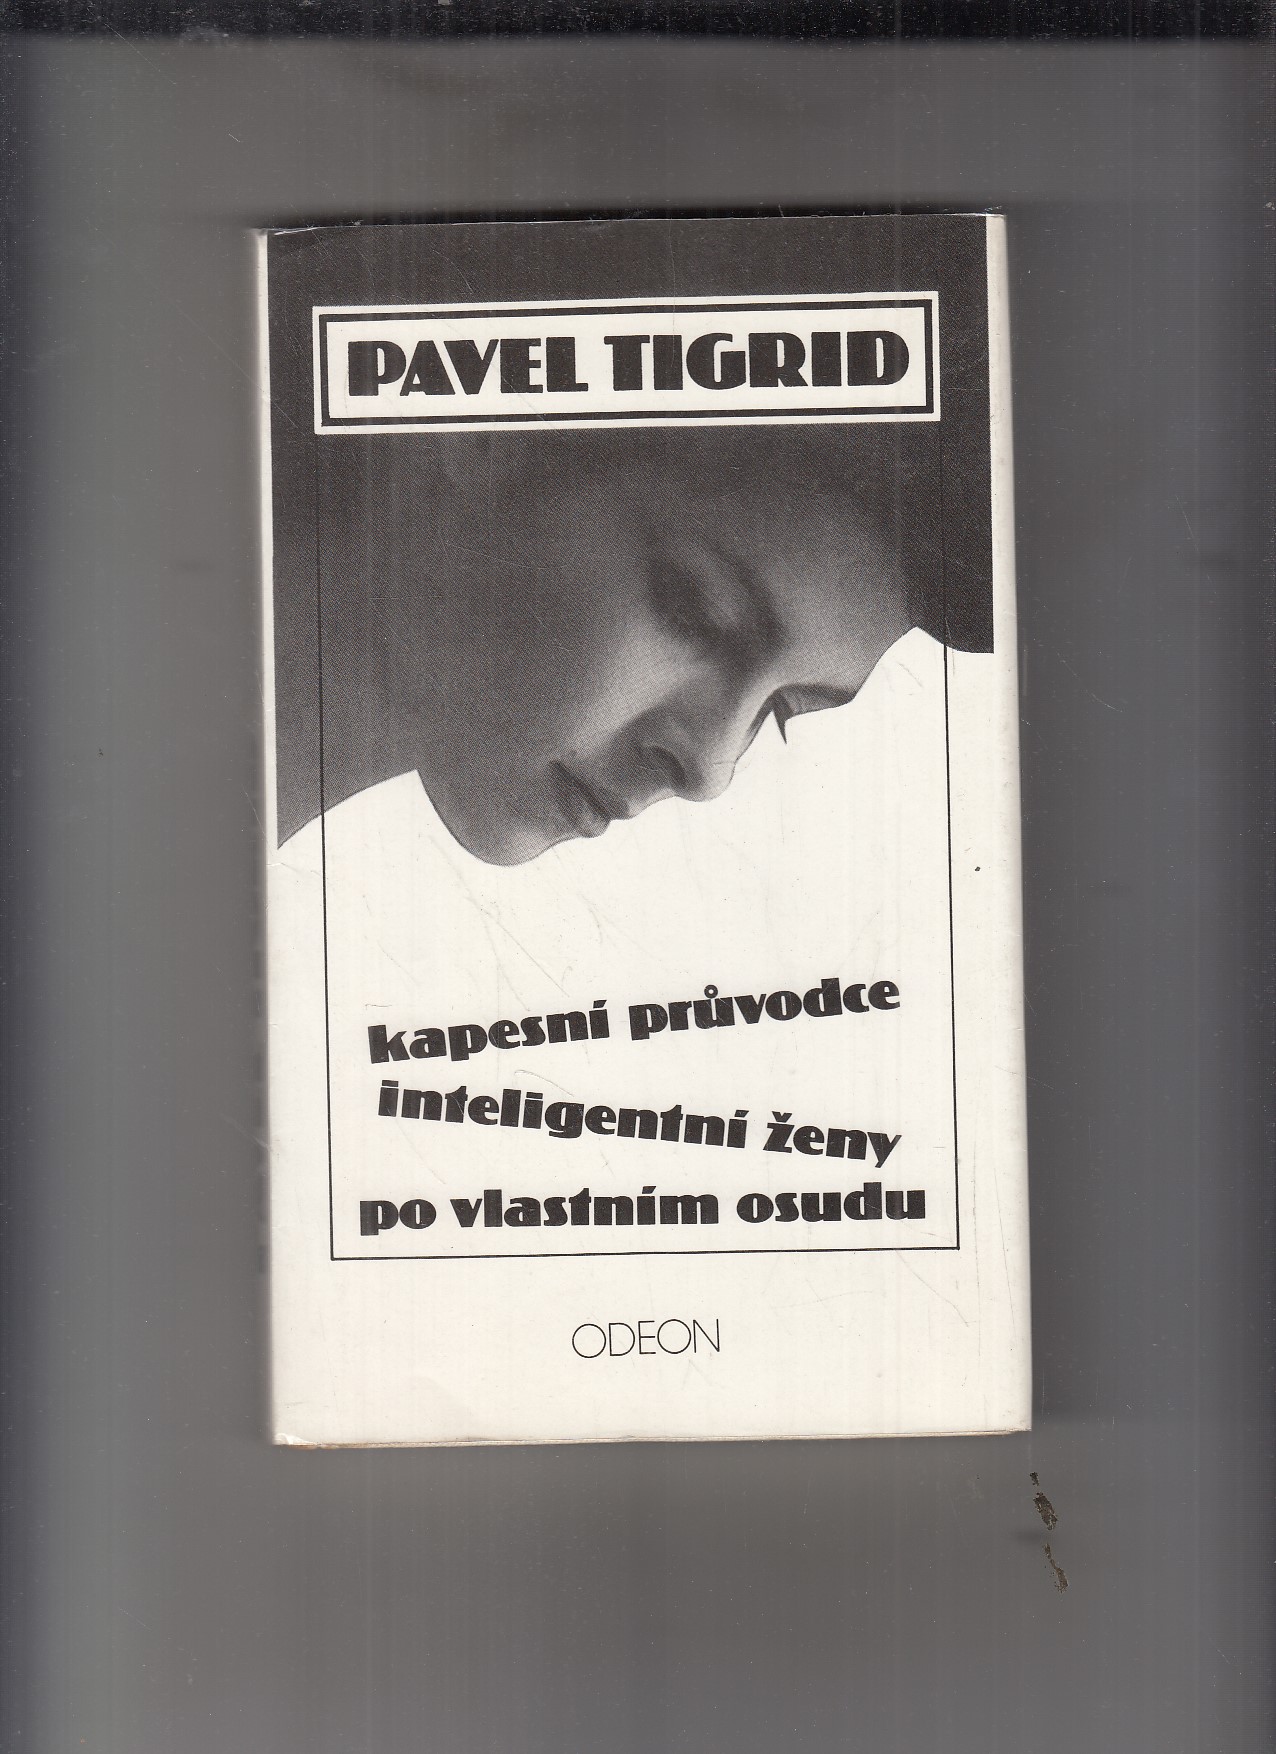 PAVEL TIGRID
kapesní průvodce
inteligentní ženy
po vlastním osudu
ODEON